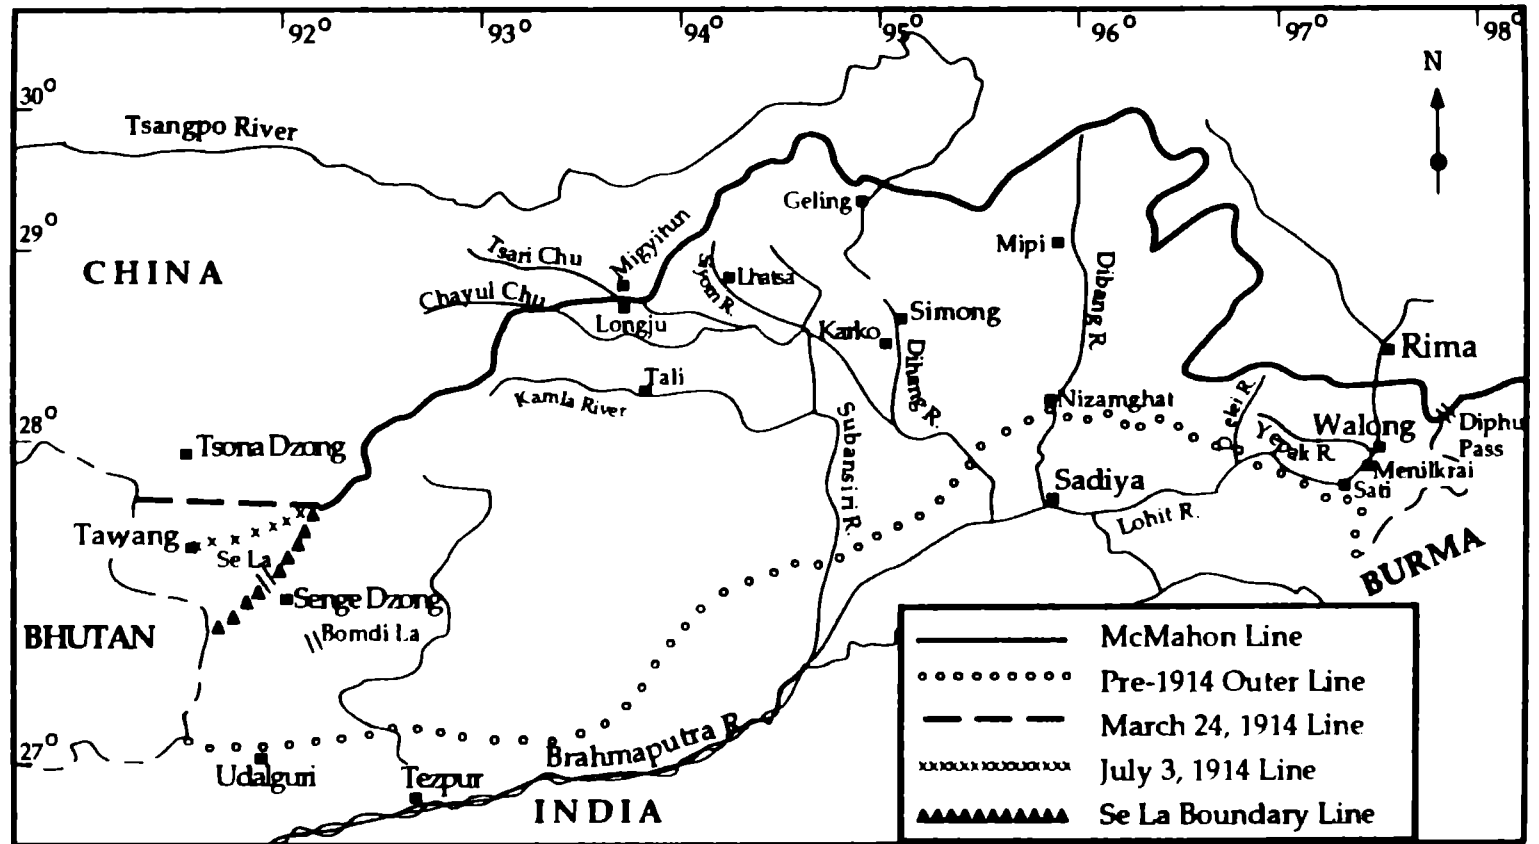 92° 93° 94° 95° 96° 97° 98°
N
30°
Tsangpo River
Geling
29°
Mipi
Tsari Chu
Migyitun
CHINA
Siyom R.
Lhatsa
Dibang R.
Chayul Chu
Longju
Karko
Simong
Rima
Dihang R.
Tali
Kamla River
Nizamghat
Delei R.
28°
Subansiri R.
Walong
Diphu
Pass
Tsona Dzong
Yepak R.
Menilkrai
Sadiya
Sati
Lohit R.
Tawang
Se La
BURMA
Senge Dzong
BHUTAN
Bomdi La
27°
Brahmaputra R.
Udalguri
Tezpur
INDIA
McMahon Line
Pre-1914 Outer Line
March 24, 1914 Line
July 3, 1914 Line
Se La Boundary Line